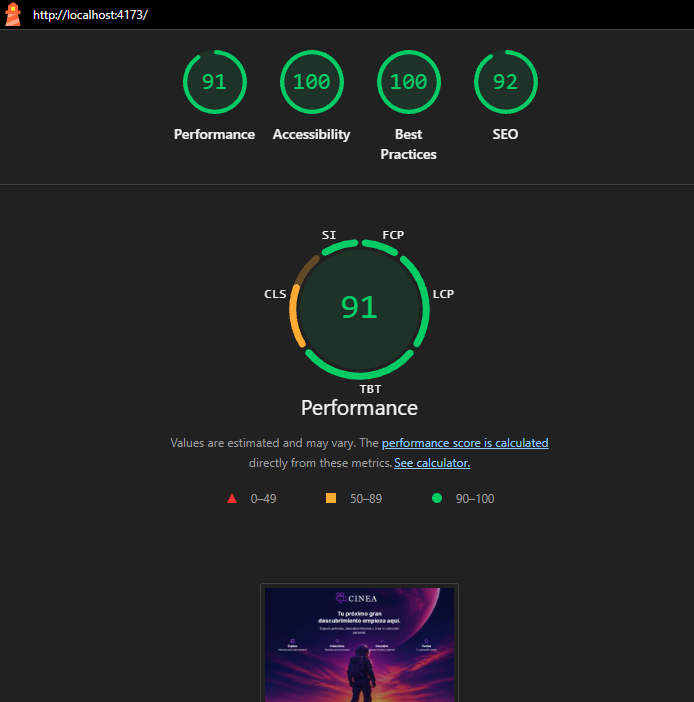 http://localhost:4173/
91
100
100
92
Performance
Accessibility
Best
Practices
SEO
SI
FCP
CLS
LCP
91
TBT
Performance
Values are estimated and may vary. The performance score is calculated
directly from these metrics. See calculator.
0–49
50–89
90–100
CINEA
Tu próximo gran
descubrimiento empieza aquí.